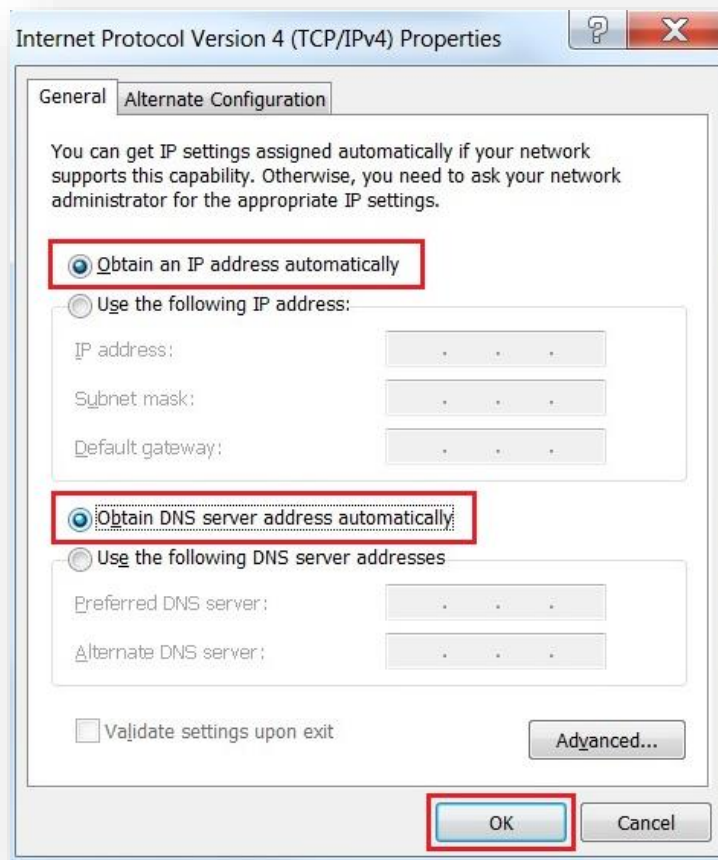 Internet Protocol Version 4 (TCP/IPv4) Properties
General
Alternate Configuration
You can get IP settings assigned automatically if your network
supports this capability. Otherwise, you need to ask your network
administrator for the appropriate IP settings.
Obtain an IP address automatically
Use the following IP address:
IP address:
Subnet mask:
Default gateway:
Obtain DNS server address automatically
Use the following DNS server addresses
Preferred DNS server:
Alternate DNS server:
Validate settings upon exit
Advanced...
OK
Cancel